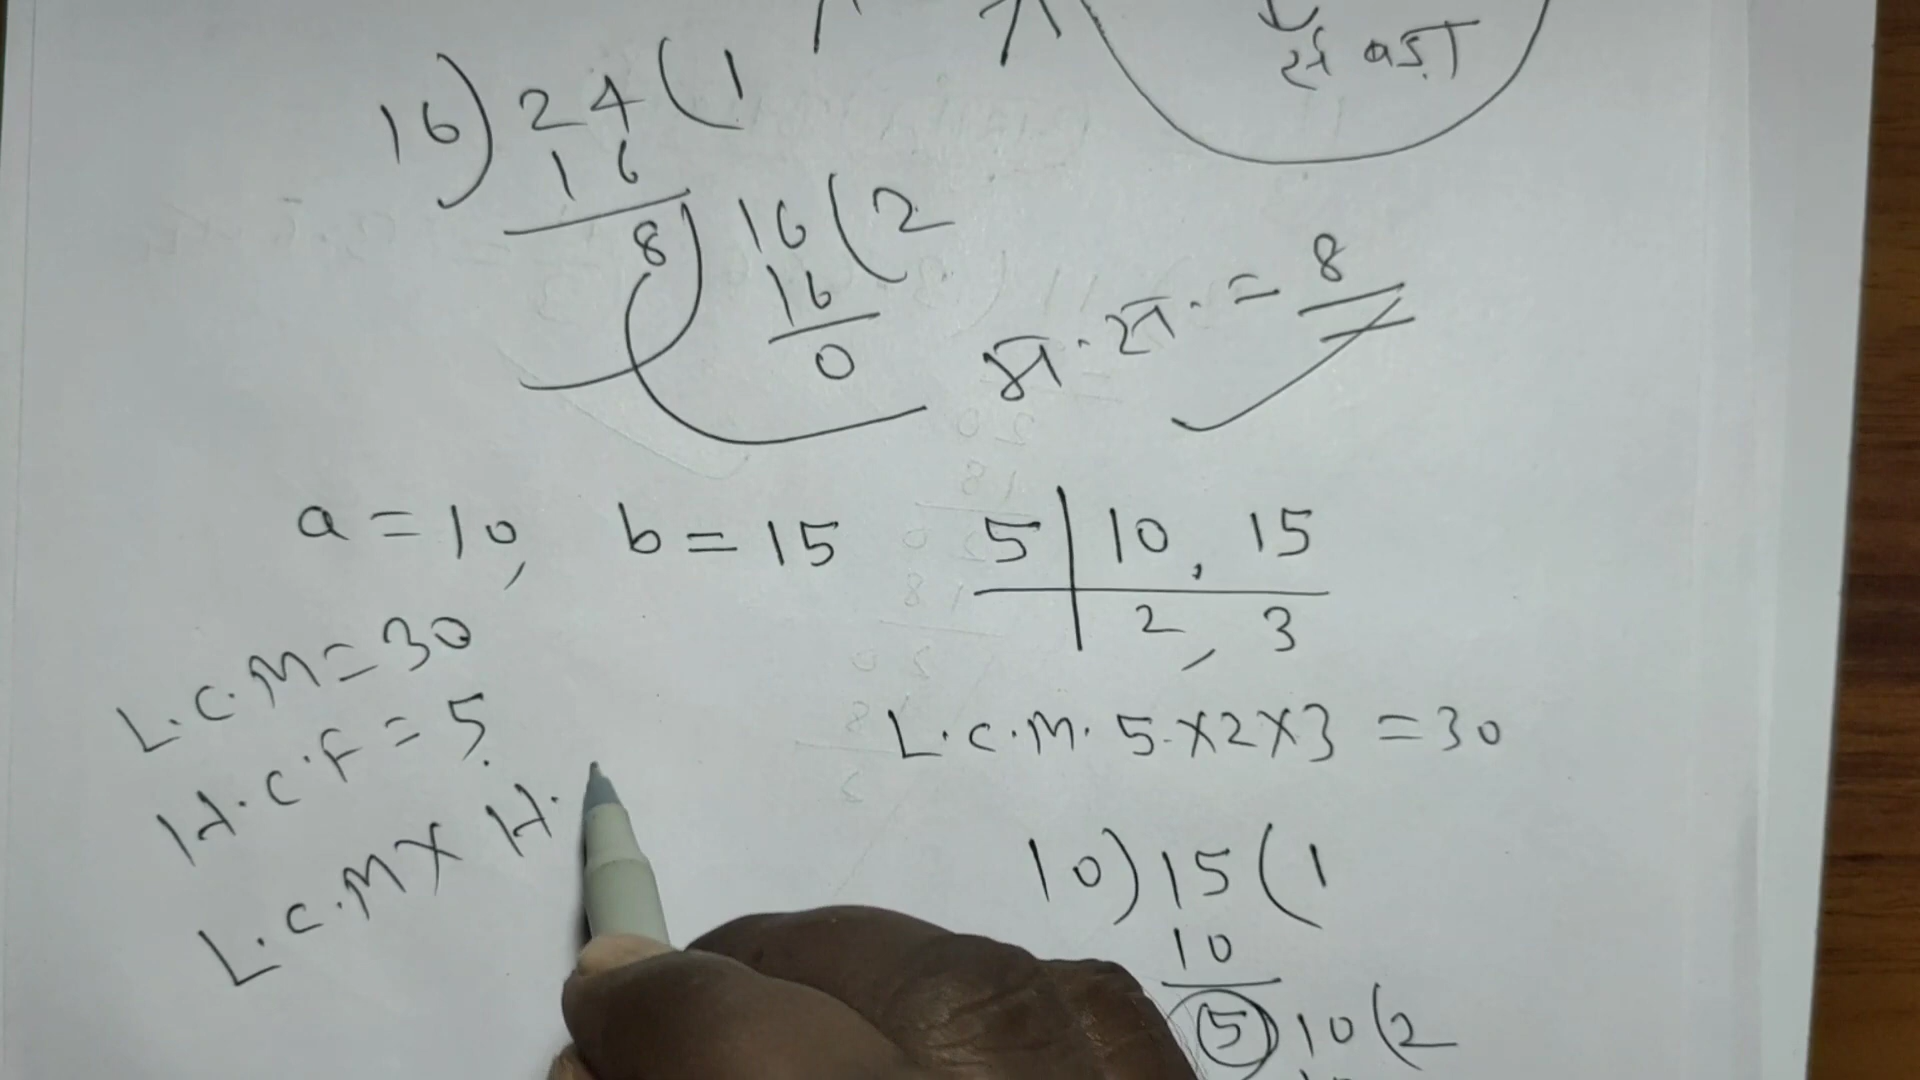 16) 24 (1
16
8) 16 (2
16
0
= 8
a = 10, b = 15
5 | 10, 15
2, 3
L.C.M = 30
H.C.F = 5
L.C.M. 5 × 2 × 3 = 30
L.C.M × H.
10) 15 (1
10
5) 10 (2